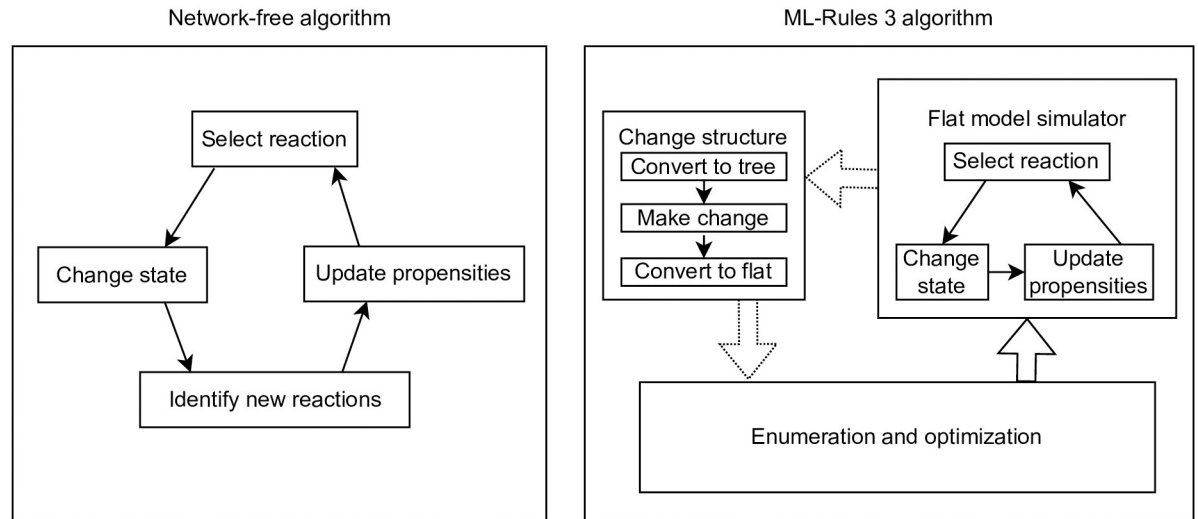 Network-free algorithm
Select reaction
Change state
Update propensities
Identify new reactions
ML-Rules 3 algorithm
Change structure
Convert to tree
Make change
Convert to flat
Flat model simulator
Select reaction
Change
state
Update
propensities
Enumeration and optimization